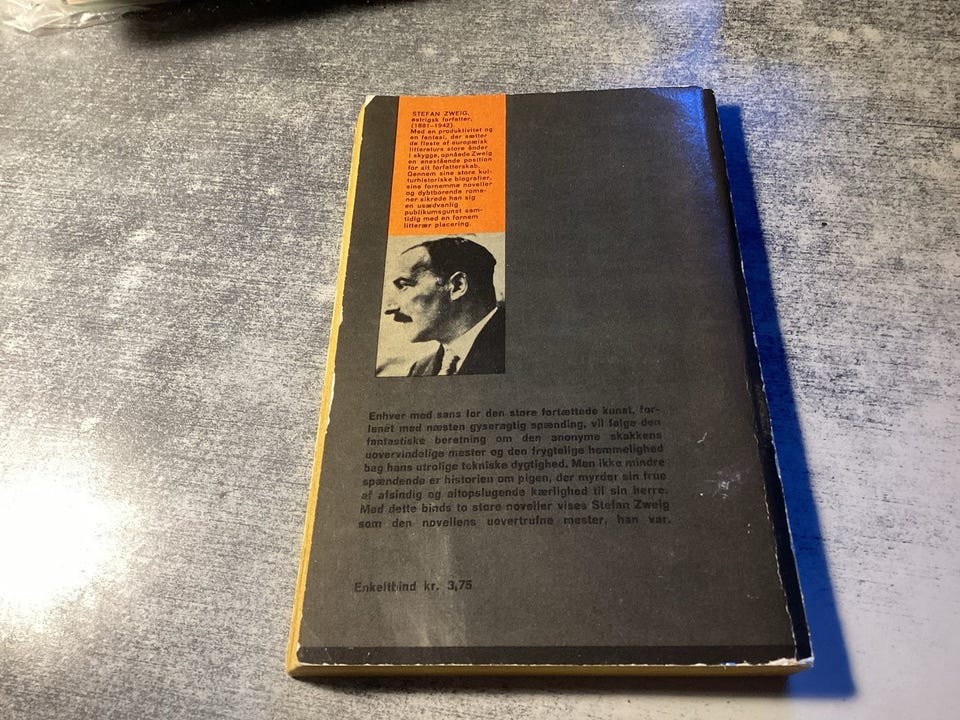 STEFAN ZWEIG,
østrigsk forfatter,
(1881-1942).
Med en produktivitet og
en fantasi, der sætter
de fleste af europæisk
litteraturs store ånder
i skygge, opnåede Zweig
en enestående position
for sit forfatterskab.
Gennem sine store kul-
turhistoriske biografier,
sine fornemme noveller
og dybtborende roma-
ner sikrede han sig
en usædvanlig
publikumsgunst sam-
tidig med en fornem
litterær placering.
Enhver med sans for den store fortættede kunst, for-
lenet med næsten gyseragtig spænding, vil følge den
fantastiske beretning om den anonyme skakkens
uovervindelige mester og den frygtelige hemmelighed
bag hans utrolige tekniske dygtighed. Men ikke mindre
spændende er historien om pigen, der myrder sin frue
af afsindig og altopslugende kærlighed til sin herre.
Med dette binds to store noveller vises Stefan Zweig
som den novellens uovertrufne mester, han var.
Enkeltbind kr. 3,75